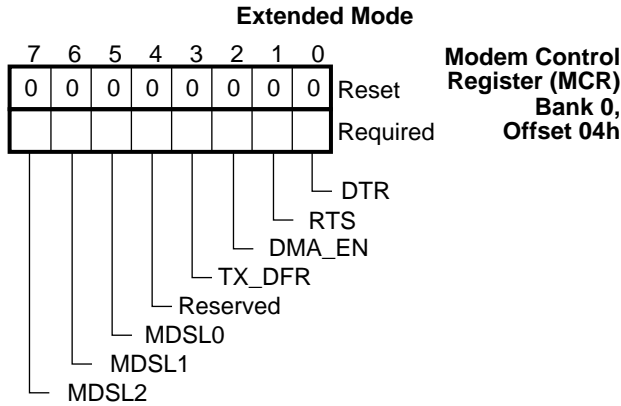 Extended Mode
7 6 5 4 3 2 1 0
Modem Control
Register (MCR)
Bank 0,
Offset 04h
0 0 0 0 0 0 0 0 Reset
Required
DTR
RTS
DMA_EN
TX_DFR
Reserved
MDSL0
MDSL1
MDSL2